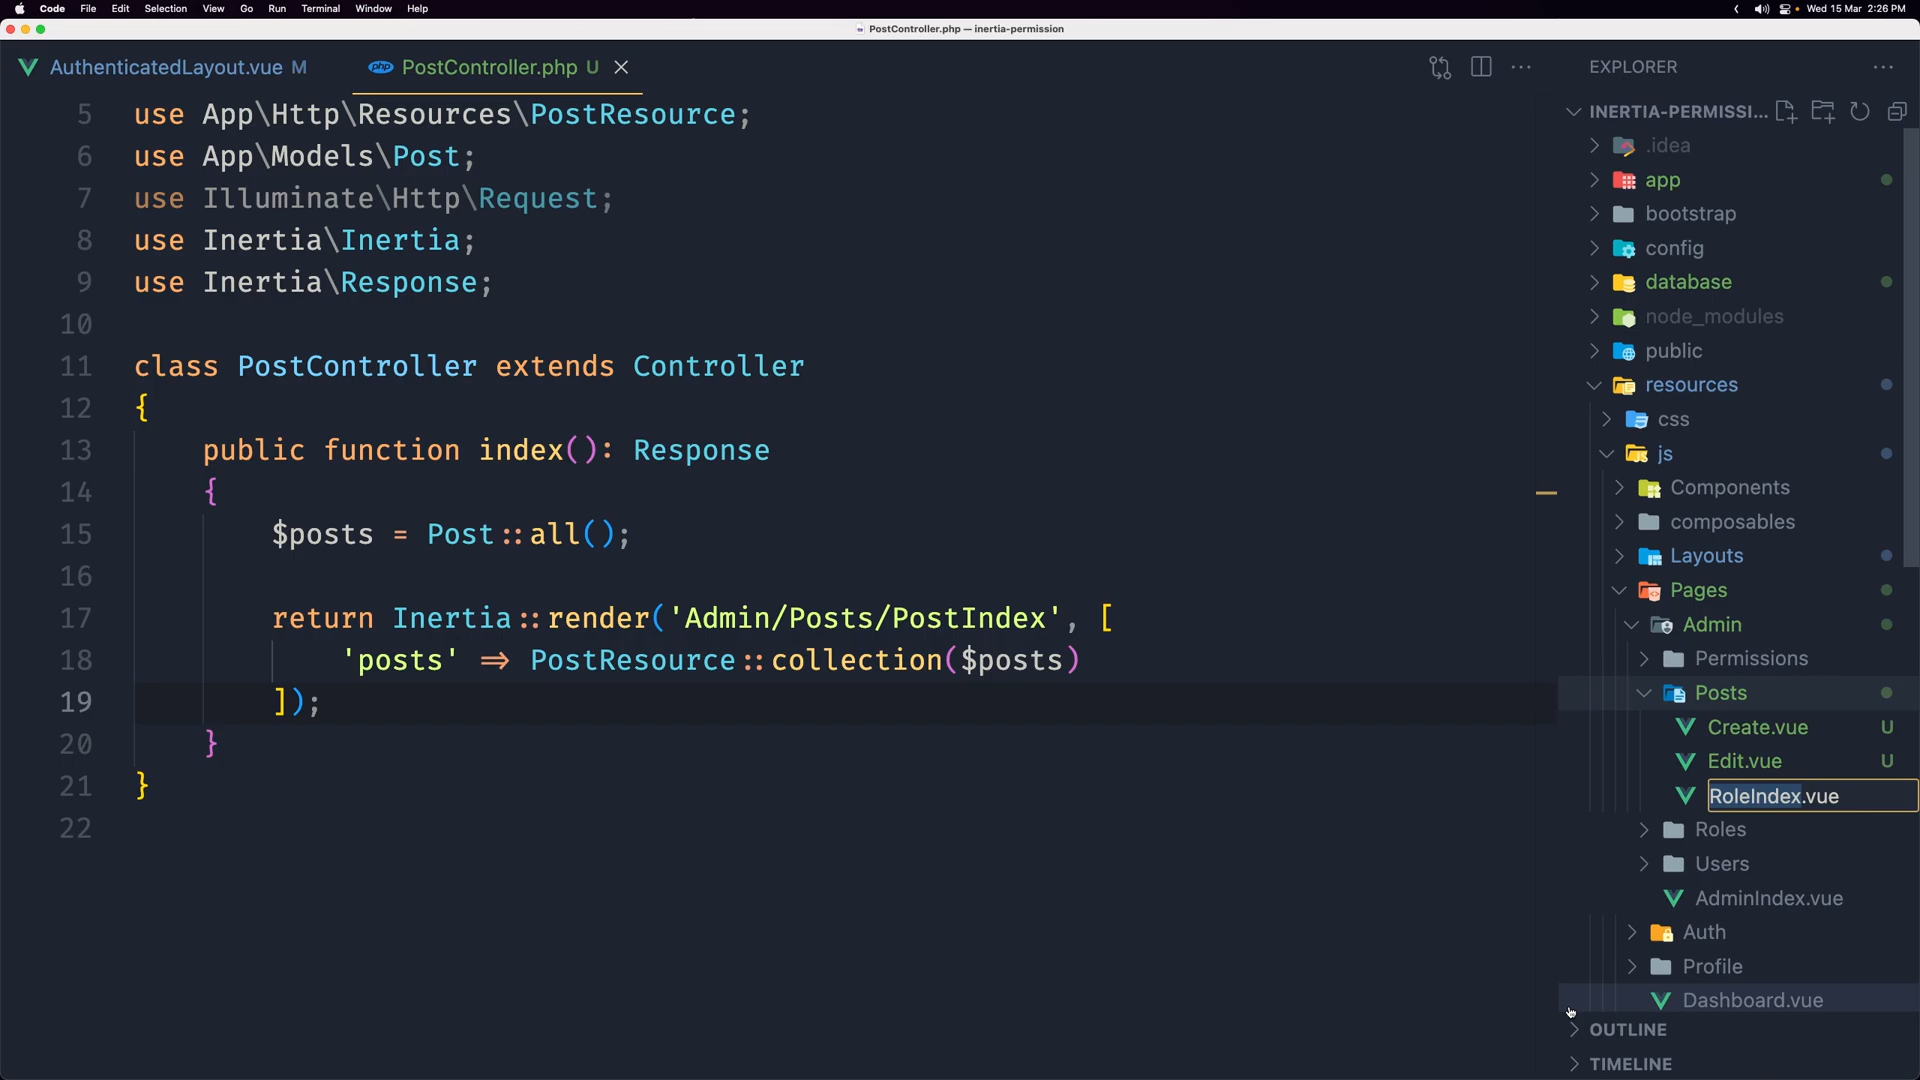 Code File Edit Selection View Go Run Terminal Window Help
Wed 15 Mar 2:26 PM
PostController.php — inertia-permission
AuthenticatedLayout.vue M
php PostController.php U
EXPLORER
5 use App\Http\Resources\PostResource;
6 use App\Models\Post;
7 use Illuminate\Http\Request;
8 use Inertia\Inertia;
9 use Inertia\Response;
10
11 class PostController extends Controller
12 {
13 public function index(): Response
14 {
15 $posts = Post::all();
16
17 return Inertia::render('Admin/Posts/PostIndex', [
18 'posts' => PostResource::collection($posts)
19 ]);
20 }
21 }
22
INERTIA-PERMISSI...
.idea
app
bootstrap
config
database
node_modules
public
resources
css
js
Components
composables
Layouts
Pages
Admin
Permissions
Posts
Create.vue U
Edit.vue U
RoleIndex.vue
Roles
Users
AdminIndex.vue
Auth
Profile
Dashboard.vue
OUTLINE
TIMELINE